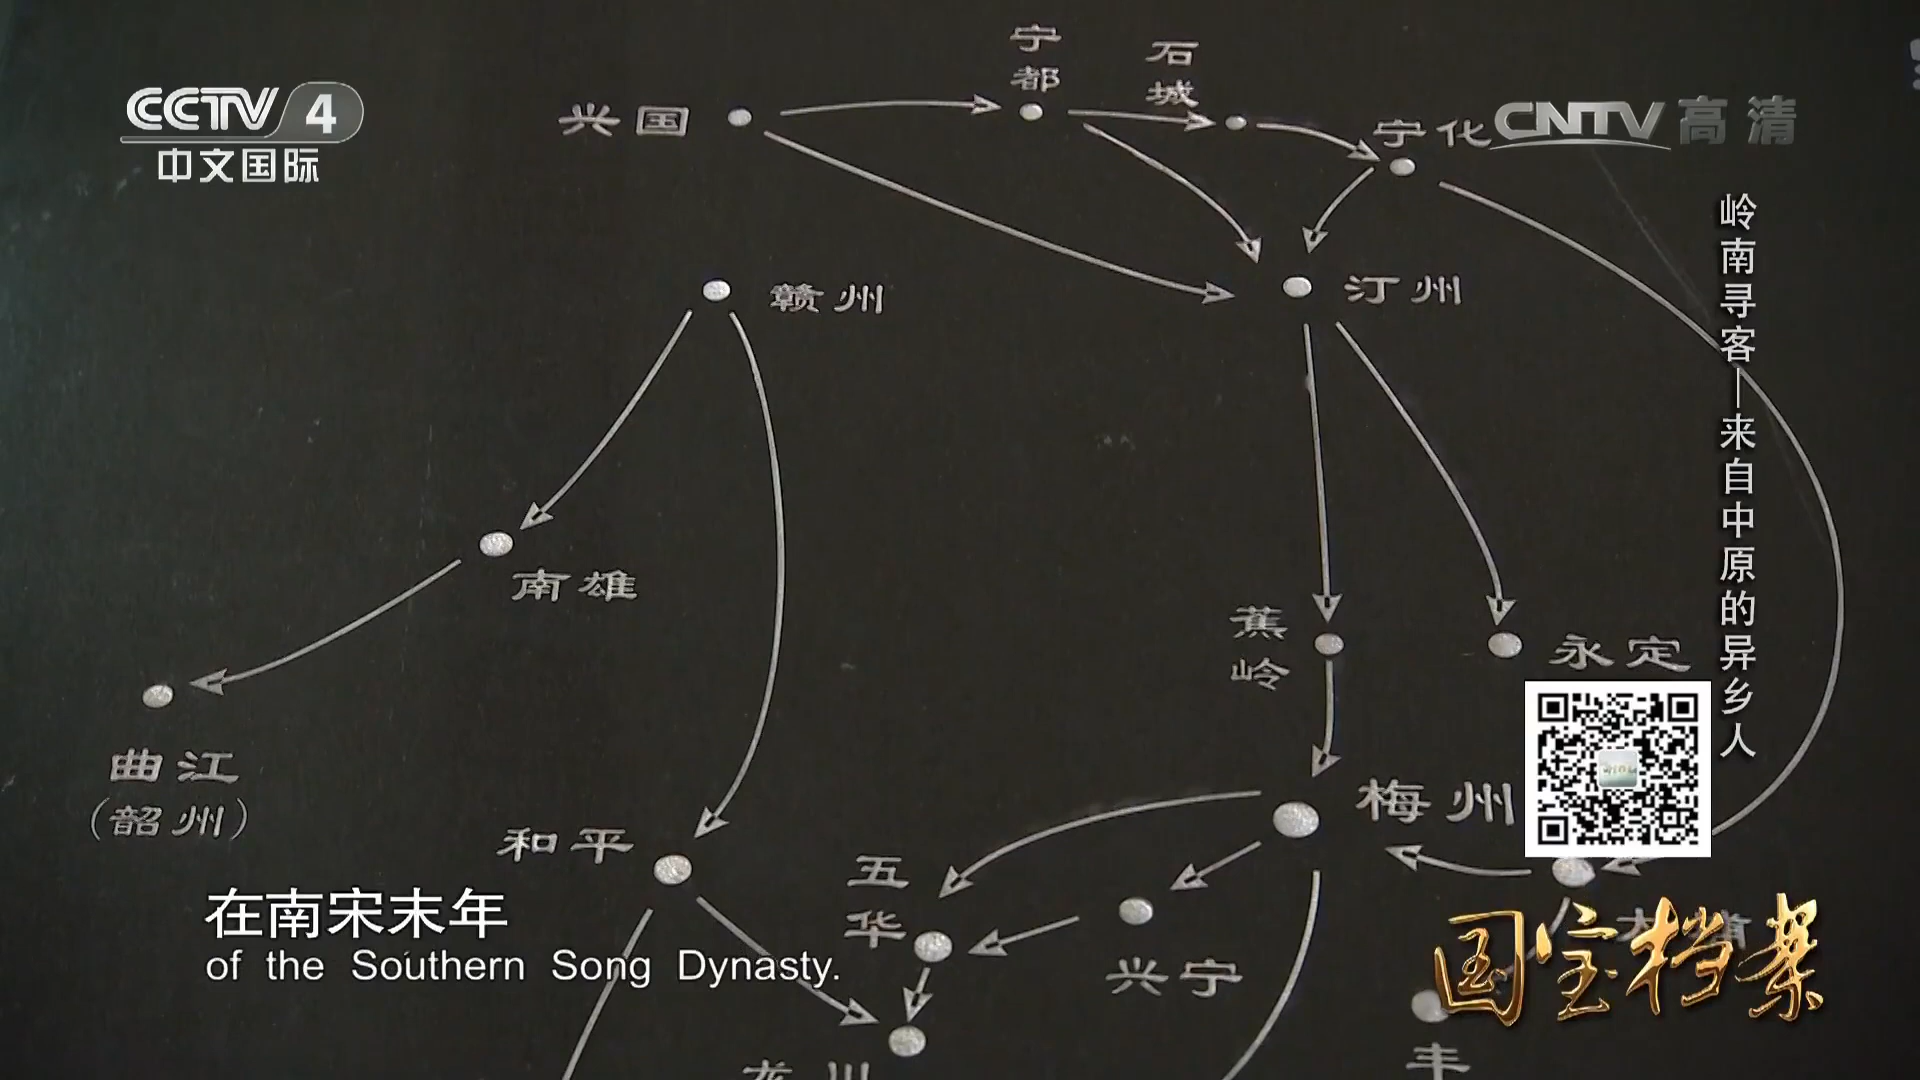 CCTV 4
中文国际
CNTV 高清
岭南寻客—来自中原的异乡人
兴国
宁都
石城
宁化
赣州
汀州
南雄
蕉岭
永定
曲江
(韶州)
梅州
和平
五华
兴宁
龙川
丰
在南宋末年
of the Southern Song Dynasty.
国宝档案